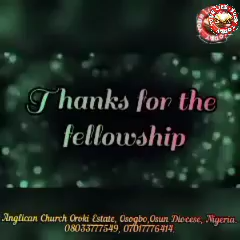 Thanks for the
fellowship
Anglican Church Oroki Estate, Osogbo,Osun Diocese, Nigeria.
08033777549, 07017776414.